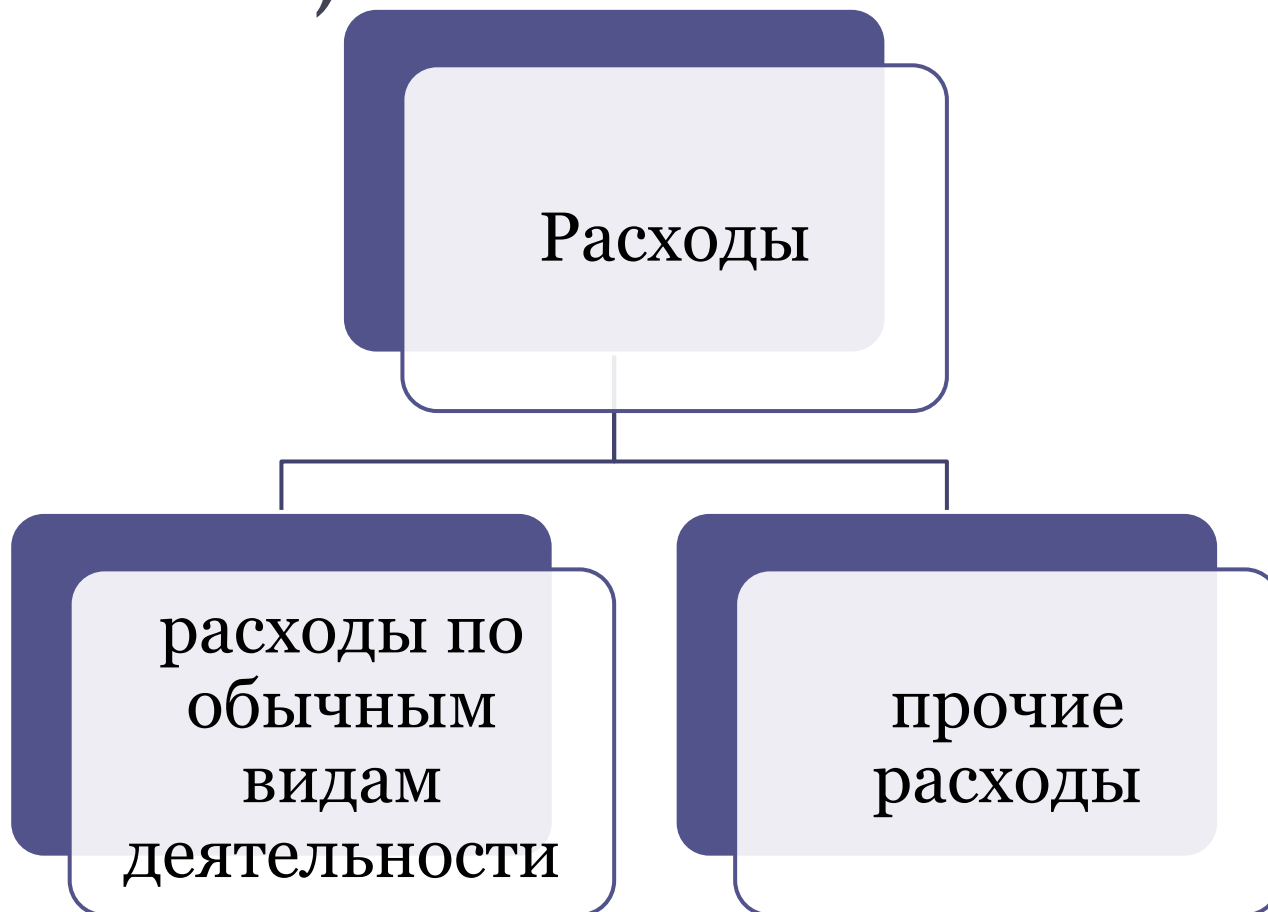 Расходы
расходы по
обычным
видам
деятельности
прочие
расходы